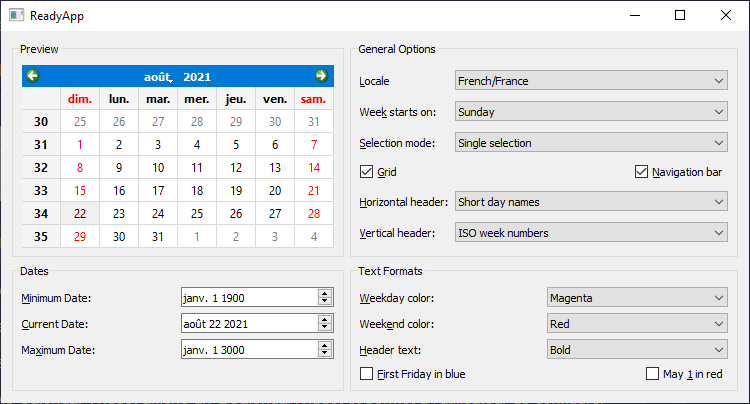 ReadyApp
Preview
août, 2021
dim. lun. mar. mer. jeu. ven. sam.
30 25 26 27 28 29 30 31
31 1 2 3 4 5 6 7
32 8 9 10 11 12 13 14
33 15 16 17 18 19 20 21
34 22 23 24 25 26 27 28
35 29 30 31 1 2 3 4
General Options
Locale French/France
Week starts on: Sunday
Selection mode: Single selection
Grid Navigation bar
Horizontal header: Short day names
Vertical header: ISO week numbers
Dates
Minimum Date: janv. 1 1900
Current Date: août 22 2021
Maximum Date: janv. 1 3000
Text Formats
Weekday color: Magenta
Weekend color: Red
Header text: Bold
First Friday in blue May 1 in red